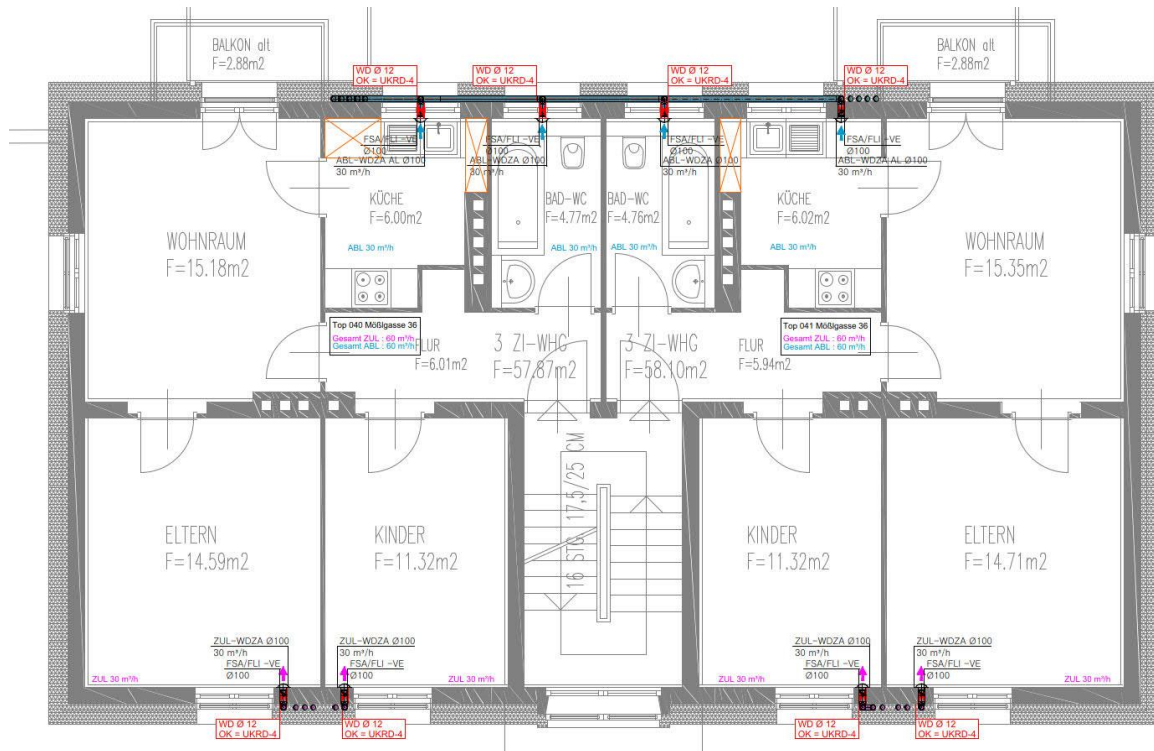 BALKON alt
F=2.88m2
WD Ø 12
OK = UKRD-4
WD Ø 12
OK = UKRD-4
WD Ø 12
OK = UKRD-4
WD Ø 12
OK = UKRD-4
BALKON alt
F=2.88m2
FSA/FLI -VE
Ø100
ABL-WDZA AL Ø100
30 m³/h
FSA/FLI -VE
Ø100
ABL-WDZA Ø100
30 m³/h
FSA/FLI -VE
Ø100
ABL-WDZA Ø100
30 m³/h
FSA/FLI -VE
Ø100
ABL-WDZA AL Ø100
30 m³/h
KÜCHE
F=6.00m2
ABL 30 m³/h
BAD-WC
F=4.77m2
ABL 30 m³/h
BAD-WC
F=4.76m2
ABL 30 m³/h
KÜCHE
F=6.02m2
ABL 30 m³/h
WOHNRAUM
F=15.18m2
WOHNRAUM
F=15.35m2
Top 040 Mößlgasse 36
Gesamt ZUL : 60 m³/h
Gesamt ABL : 60 m³/h
FLUR
F=6.01m2
3 ZI-WHG
F=57.87m2
3 ZI-WHG
F=58.10m2
FLUR
F=5.94m2
Top 041 Mößlgasse 36
Gesamt ZUL : 60 m³/h
Gesamt ABL : 60 m³/h
16 STG. 17,5/25 CM
ELTERN
F=14.59m2
KINDER
F=11.32m2
KINDER
F=11.32m2
ELTERN
F=14.71m2
ZUL-WDZA Ø100
30 m³/h
FSA/FLI -VE
Ø100
ZUL-WDZA Ø100
30 m³/h
FSA/FLI -VE
Ø100
ZUL-WDZA Ø100
30 m³/h
FSA/FLI -VE
Ø100
ZUL-WDZA Ø100
30 m³/h
FSA/FLI -VE
Ø100
ZUL 30 m³/h
ZUL 30 m³/h
ZUL 30 m³/h
ZUL 30 m³/h
WD Ø 12
OK = UKRD-4
WD Ø 12
OK = UKRD-4
WD Ø 12
OK = UKRD-4
WD Ø 12
OK = UKRD-4